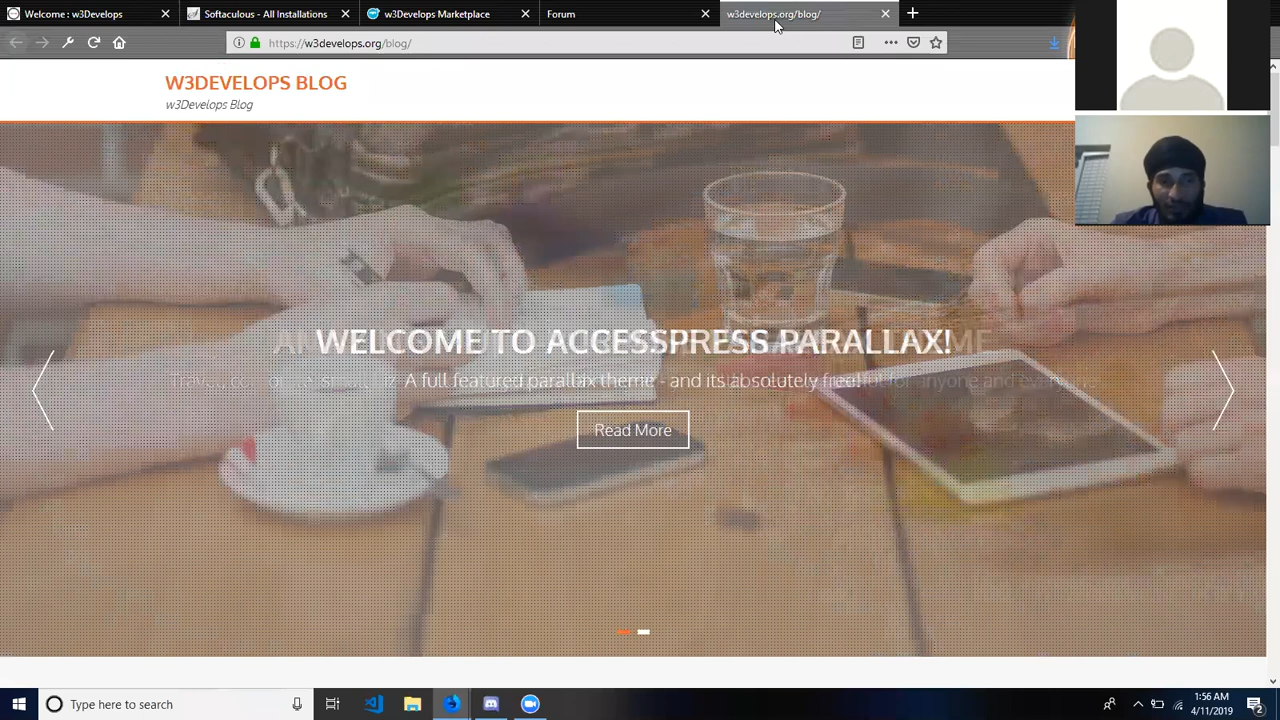 Welcome : w3Develops
Softaculous - All Installations
w3Develops Marketplace
Forum
w3develops.org/blog/
https://w3develops.org/blog/
W3DEVELOPS BLOG
w3Develops Blog
WELCOME TO ACCESSPRESS PARALLAX!
A full featured parallax theme - and its absolutely free!
Read More
Type here to search
1:56 AM
4/11/2019
2